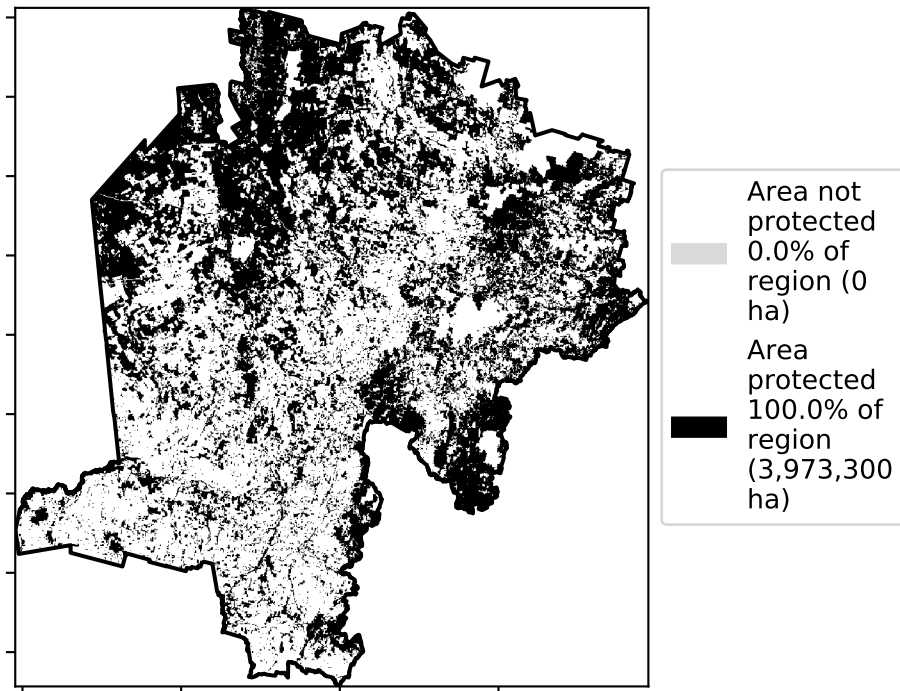 Area not
protected
0.0% of
region (0
ha)
Area
protected
100.0% of
region
(3,973,300
ha)